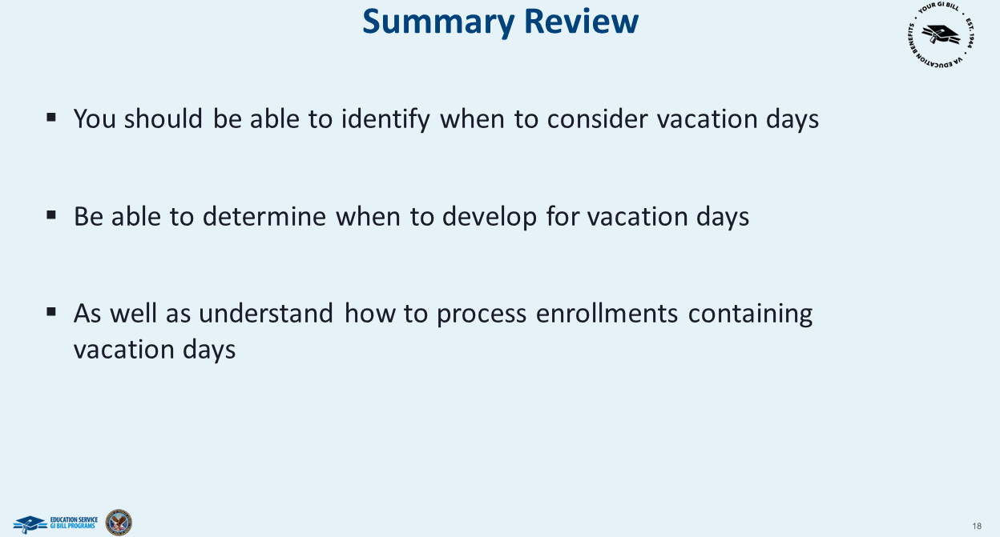 Summary Review
YOUR GI BILL • EST. 1944 • VA EDUCATION BENEFITS •
▪ You should be able to identify when to consider vacation days
▪ Be able to determine when to develop for vacation days
▪ As well as understand how to process enrollments containing
vacation days
EDUCATION SERVICE
GI BILL PROGRAMS
18